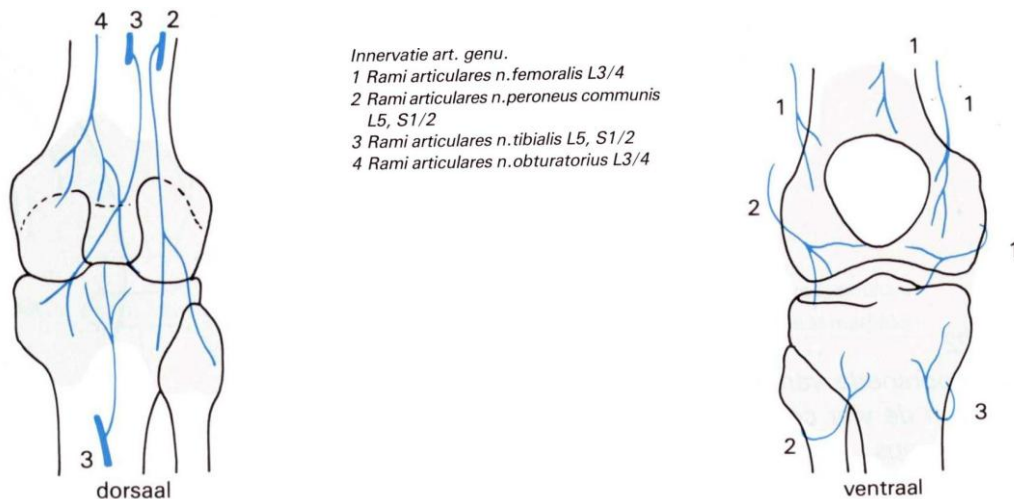 4 3 2
Innervatie art. genu.
1 Rami articulares n.femoralis L3/4
2 Rami articulares n.peroneus communis
L5, S1/2
3 Rami articulares n.tibialis L5, S1/2
4 Rami articulares n.obturatorius L3/4
3
dorsaal
1
1
1
2
1
3
2
ventraal